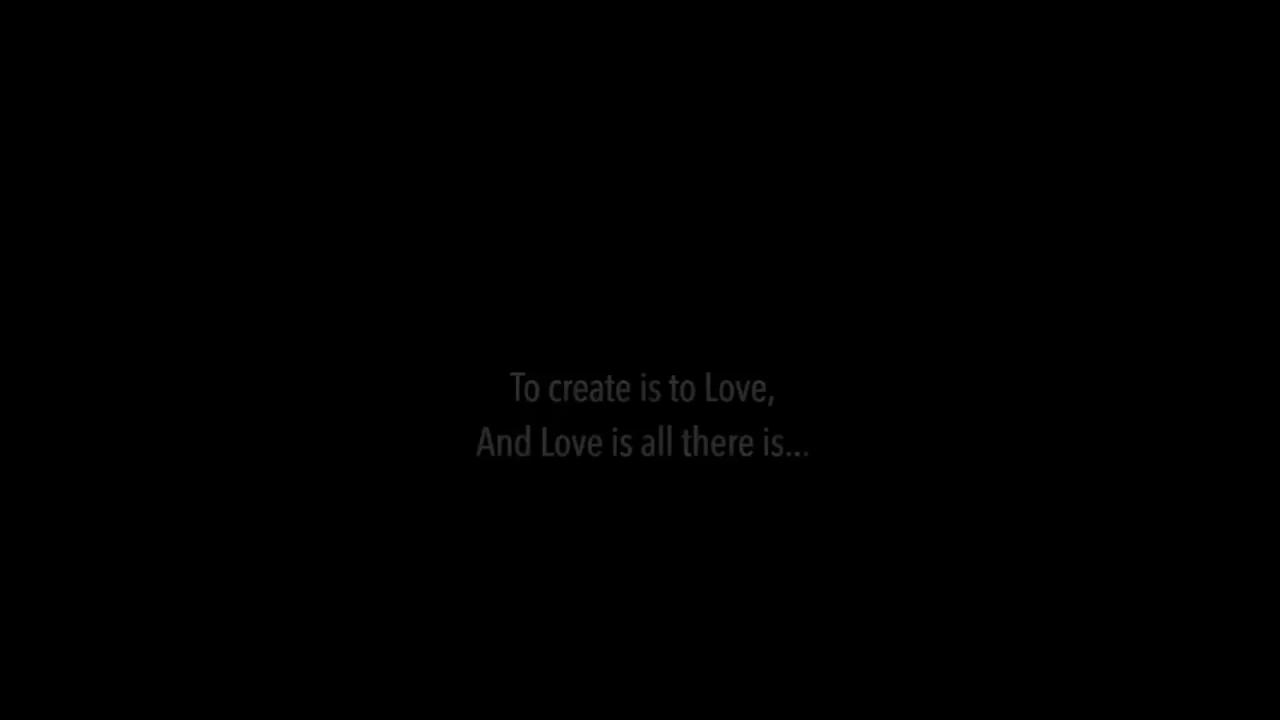 To create is to Love,
And Love is all there is...